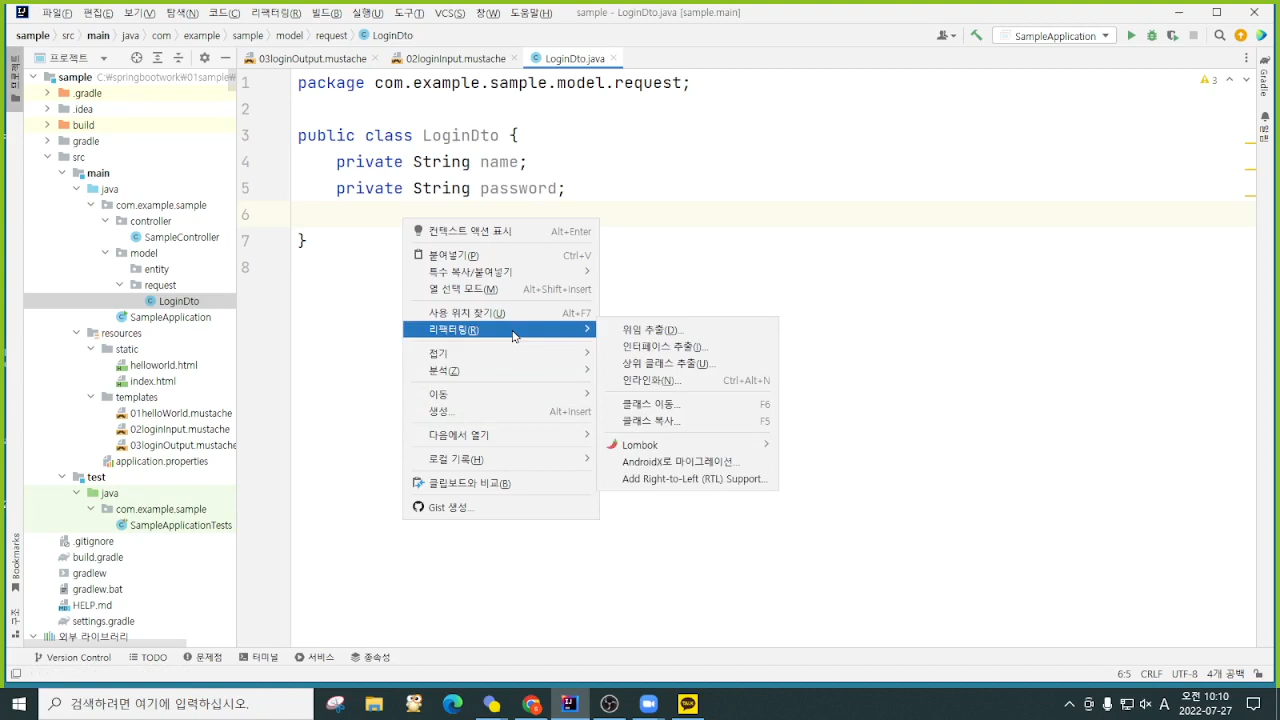 파일(F) 편집(E) 보기(V) 탐색(N) 코드(C) 리팩터링(R) 빌드(B) 실행(U) 도구(T) VCS(S) 창(W) 도움말(H) sample - LoginDto.java [sample.main]
sample src main java com example sample model request LoginDto
SampleApplication
프로젝트
03loginOutput.mustache 02loginInput.mustache LoginDto.java
sample C:#springbootwork#01sample#
.gradle
.idea
build
gradle
src
main
java
com.example.sample
controller
SampleController
model
entity
request
LoginDto
SampleApplication
resources
static
helloworld.html
index.html
templates
01helloWorld.mustache
02loginInput.mustache
03loginOutput.mustache
application.properties
test
java
com.example.sample
SampleApplicationTests
.gitignore
build.gradle
gradlew
gradlew.bat
HELP.md
settings.gradle
외부 라이브러리
Bookmarks
Gradle
알림
3
1 package com.example.sample.model.request;
2
3 public class LoginDto {
4 private String name;
5 private String password;
6
7 }
8
컨텍스트 액션 표시 Alt+Enter
붙여넣기(P) Ctrl+V
특수 복사/붙여넣기
열 선택 모드(M) Alt+Shift+Insert
사용 위치 찾기(U) Alt+F7
리팩터링(R)
접기
분석(Z)
이동
생성... Alt+Insert
다음에서 열기
로컬 기록(H)
클립보드와 비교(B)
Gist 생성...
위임 추출(D)...
인터페이스 추출(I)...
상위 클래스 추출(U)...
인라인화(N)... Ctrl+Alt+N
클래스 이동... F6
클래스 복사... F5
Lombok
AndroidX로 마이그레이션...
Add Right-to-Left (RTL) Support...
Version Control TODO 문제점 터미널 서비스 종속성
6:5 CRLF UTF-8 4개 공백
검색하려면 여기에 입력하십시오.
TALK
A
오전 10:10
2022-07-27